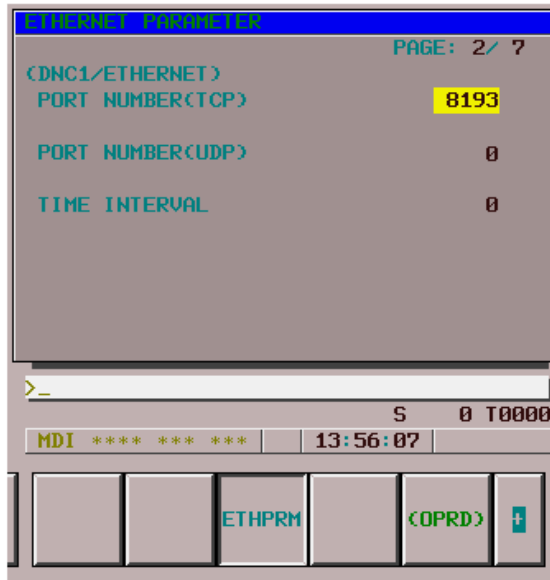 ETHERNET PARAMETER
PAGE: 2/ 7
(DNC1/ETHERNET)
PORT NUMBER(TCP) 8193
PORT NUMBER(UDP) 0
TIME INTERVAL 0
>_
S 0 T0000
MDI **** *** *** 13:56:07
ETHPRM (OPRD) +